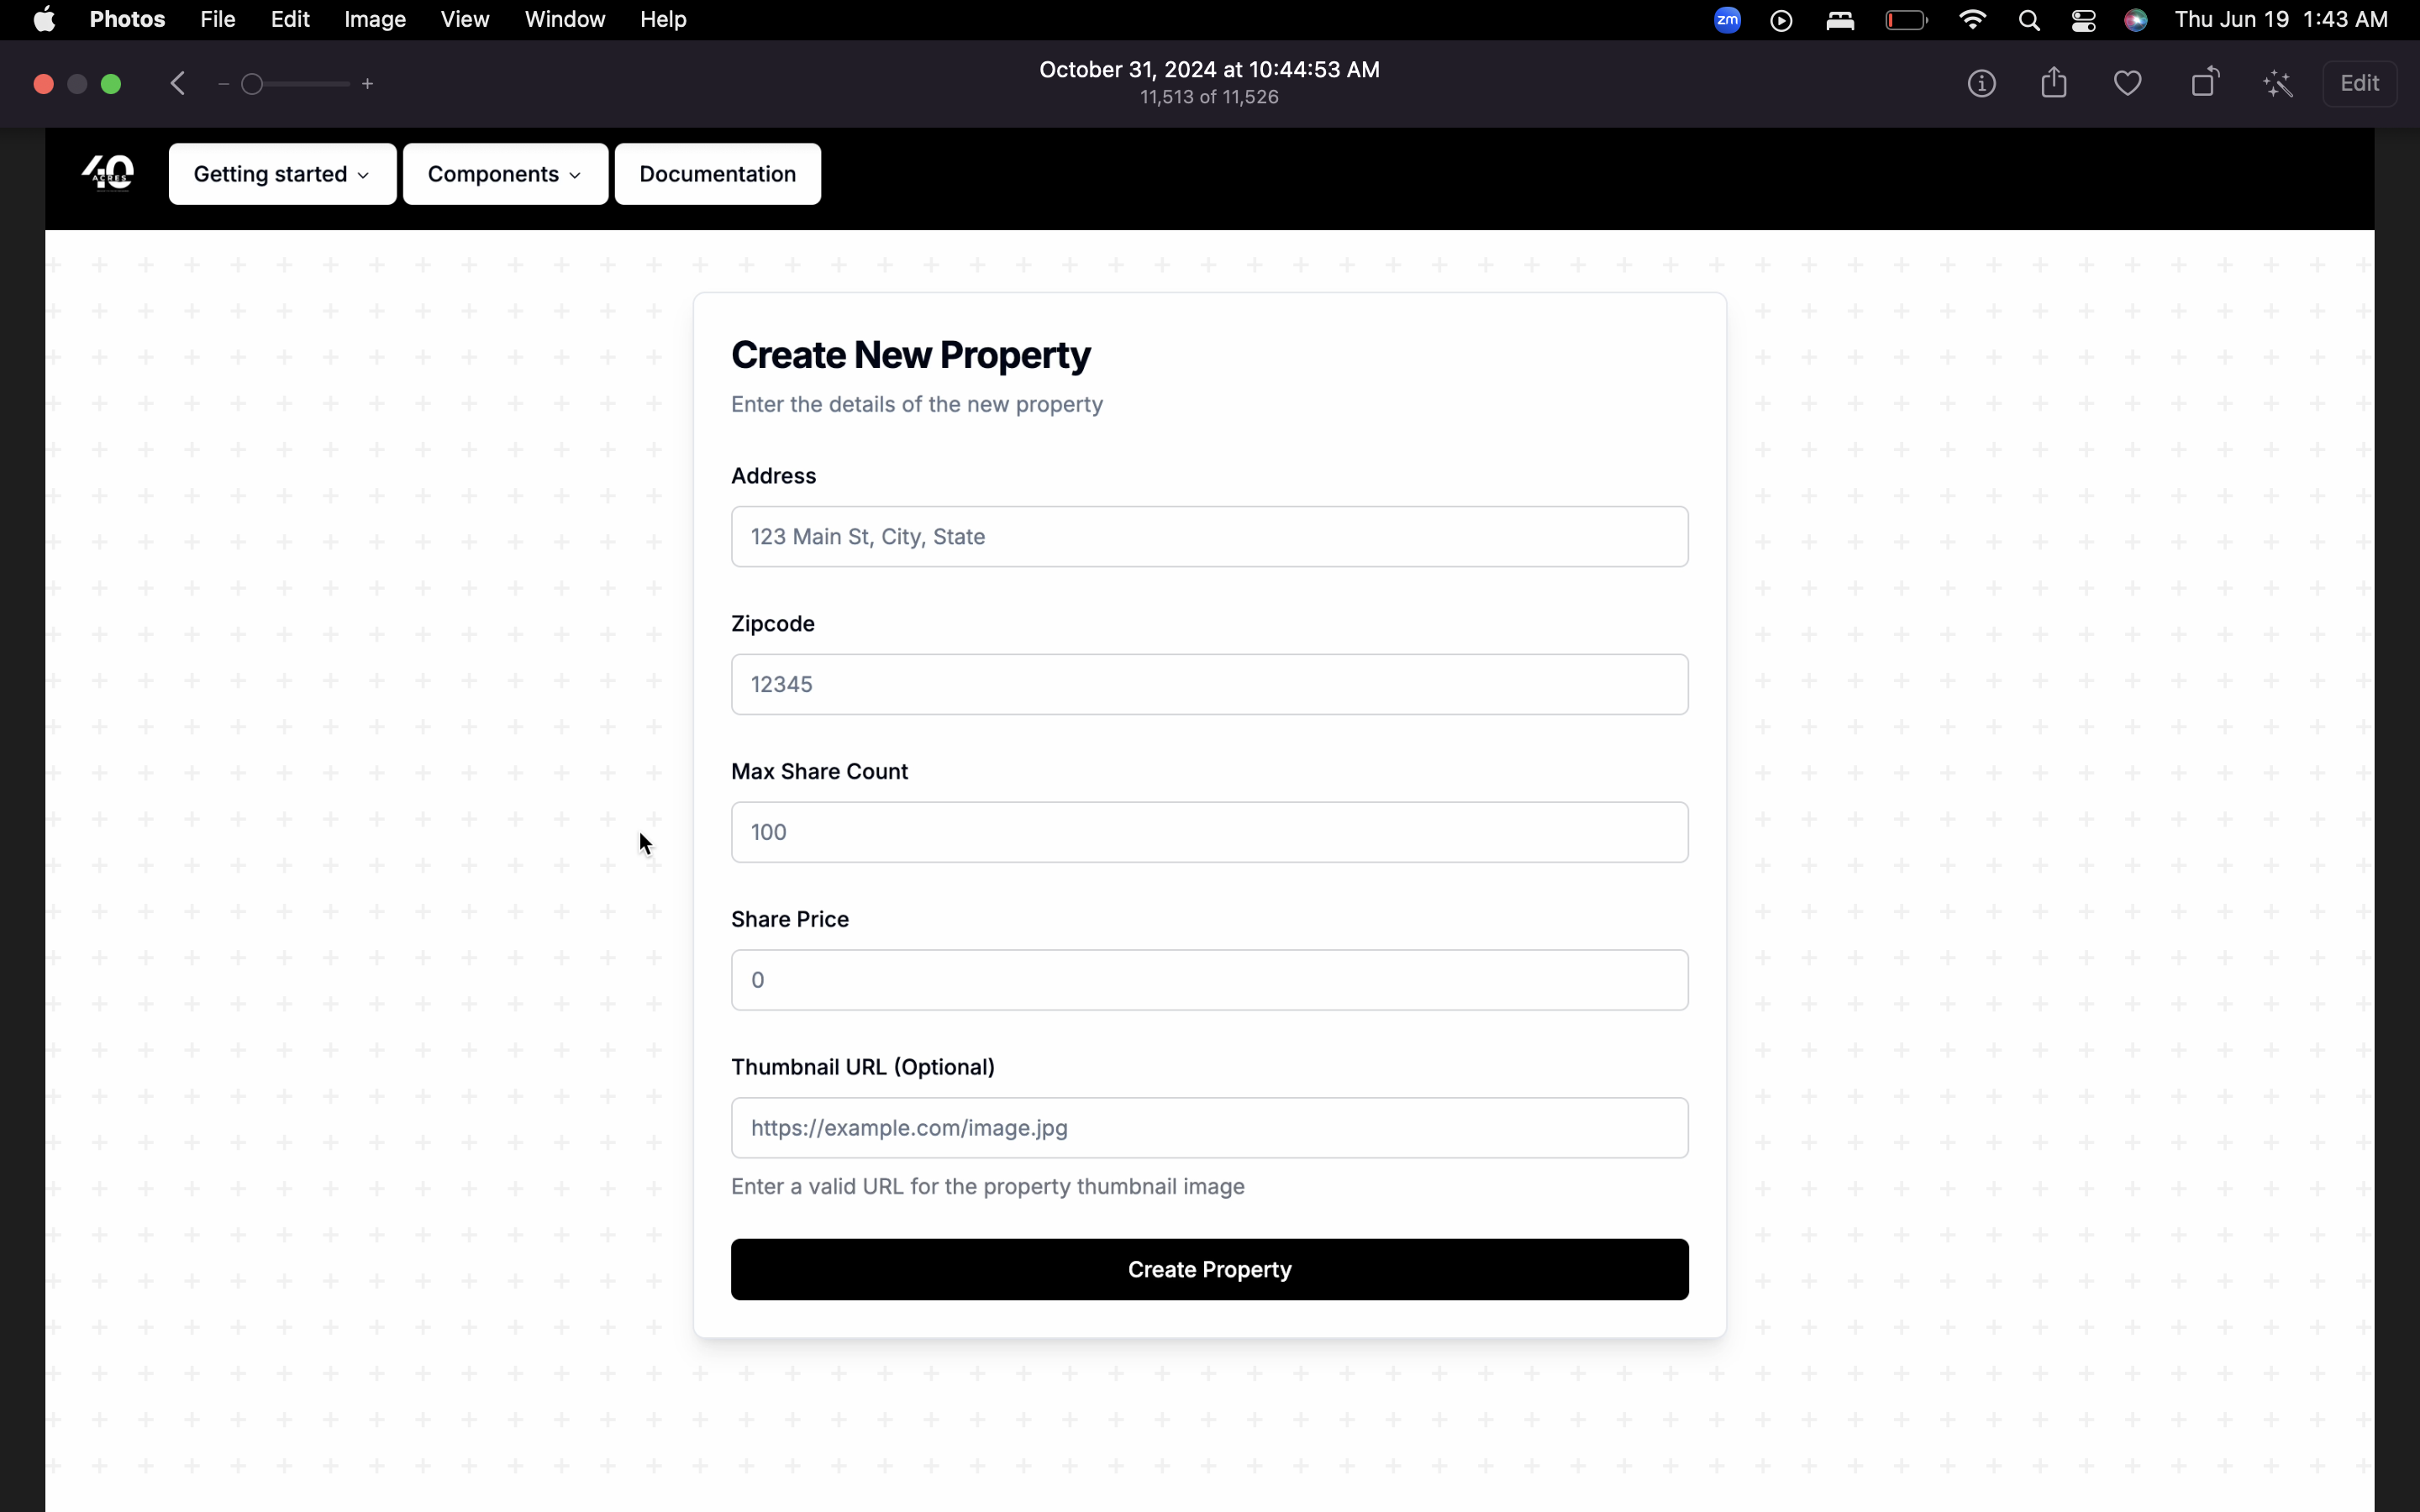 Photos File Edit Image View Window Help zm Thu Jun 19 1:43 AM
October 31, 2024 at 10:44:53 AM
11,513 of 11,526
Edit
40
ACRES
Getting started Components Documentation
Create New Property
Enter the details of the new property
Address
123 Main St, City, State
Zipcode
12345
Max Share Count
100
Share Price
0
Thumbnail URL (Optional)
https://example.com/image.jpg
Enter a valid URL for the property thumbnail image
Create Property